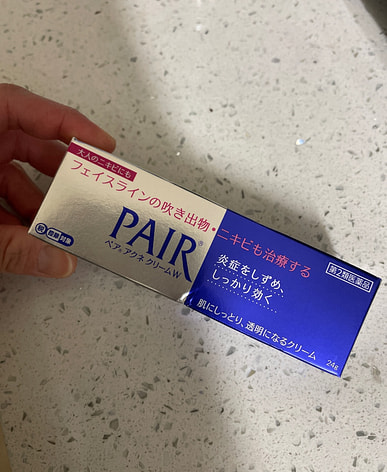 大人のニキビにも
フェイスラインの吹き出物・ニキビも治療する
PAIR®
ペア®アクネクリームW
炎症をしずめ、
しっかり効く
第2類医薬品
肌にしっとり、透明になるクリーム
24g
対象